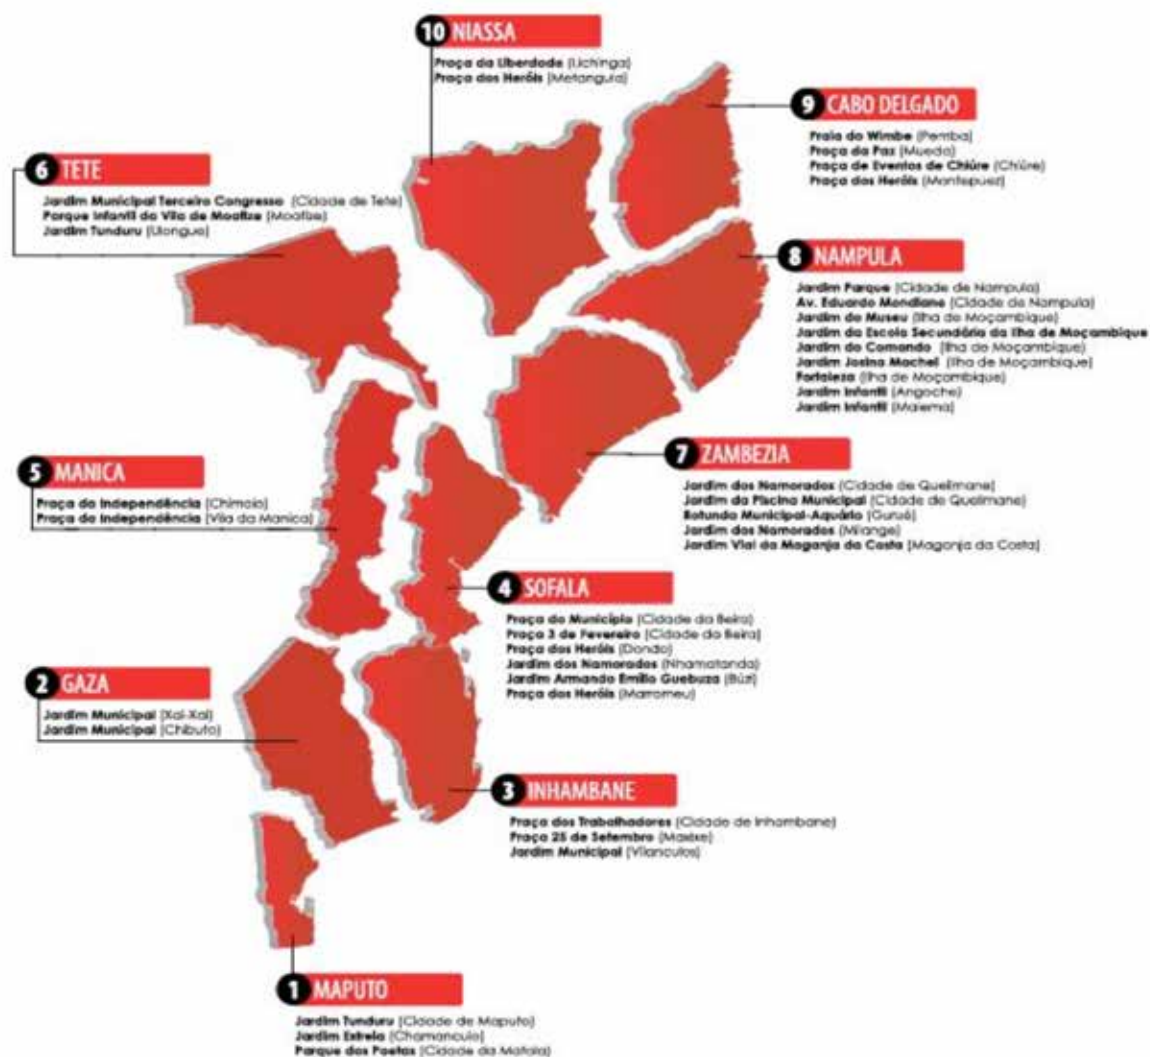 10 NIASSA
Praça da Liberdade (Lichinga)
Praça dos Heróis (Metangula)
9 CABO DELGADO
Praia do Wimbe (Pemba)
Praça da Paz (Mueda)
Praça de Eventos de Chiúre (Chiúre)
Praça dos Heróis (Montepuez)
6 TETE
Jardim Municipal Terceiro Congresso (Cidade de Tete)
Parque Infantil da Vila de Moatize (Moatize)
Jardim Tunduru (Ulongue)
8 NAMPULA
Jardim Parque (Cidade de Nampula)
Av. Eduardo Mondlane (Cidade de Nampula)
Jardim do Museu (Ilha de Moçambique)
Jardim da Escola Secundária da Ilha de Moçambique
Jardim do Comando (Ilha de Moçambique)
Jardim Josina Machel (Ilha de Moçambique)
Fortaleza (Ilha de Moçambique)
Jardim Infantil (Angoche)
Jardim Infantil (Malema)
7 ZAMBEZIA
Jardim dos Namorados (Cidade de Quelimane)
Jardim da Piscina Municipal (Cidade de Quelimane)
Rotunda Municipal-Aquário (Gurué)
Jardim dos Namorados (Milange)
Jardim Vial da Maganja da Costa (Maganja da Costa)
5 MANICA
Praça da Independência (Chimoio)
Praça da Independência (Vila da Manica)
4 SOFALA
Praça do Município (Cidade da Beira)
Praça 3 de Fevereiro (Cidade da Beira)
Praça dos Heróis (Dondo)
Jardim dos Namorados (Nhamatanda)
Jardim Armando Emílio Guebuza (Búzi)
Praça dos Heróis (Marromeu)
2 GAZA
Jardim Municipal (Xai-Xai)
Jardim Municipal (Chibuto)
3 INHAMBANE
Praça dos Trabalhadores (Cidade de Inhambane)
Praça 25 de Setembro (Maxixe)
Jardim Municipal (Vilanculos)
1 MAPUTO
Jardim Tunduru (Cidade de Maputo)
Jardim Estrela (Chamanculo)
Parque dos Poetas (Cidade da Matola)